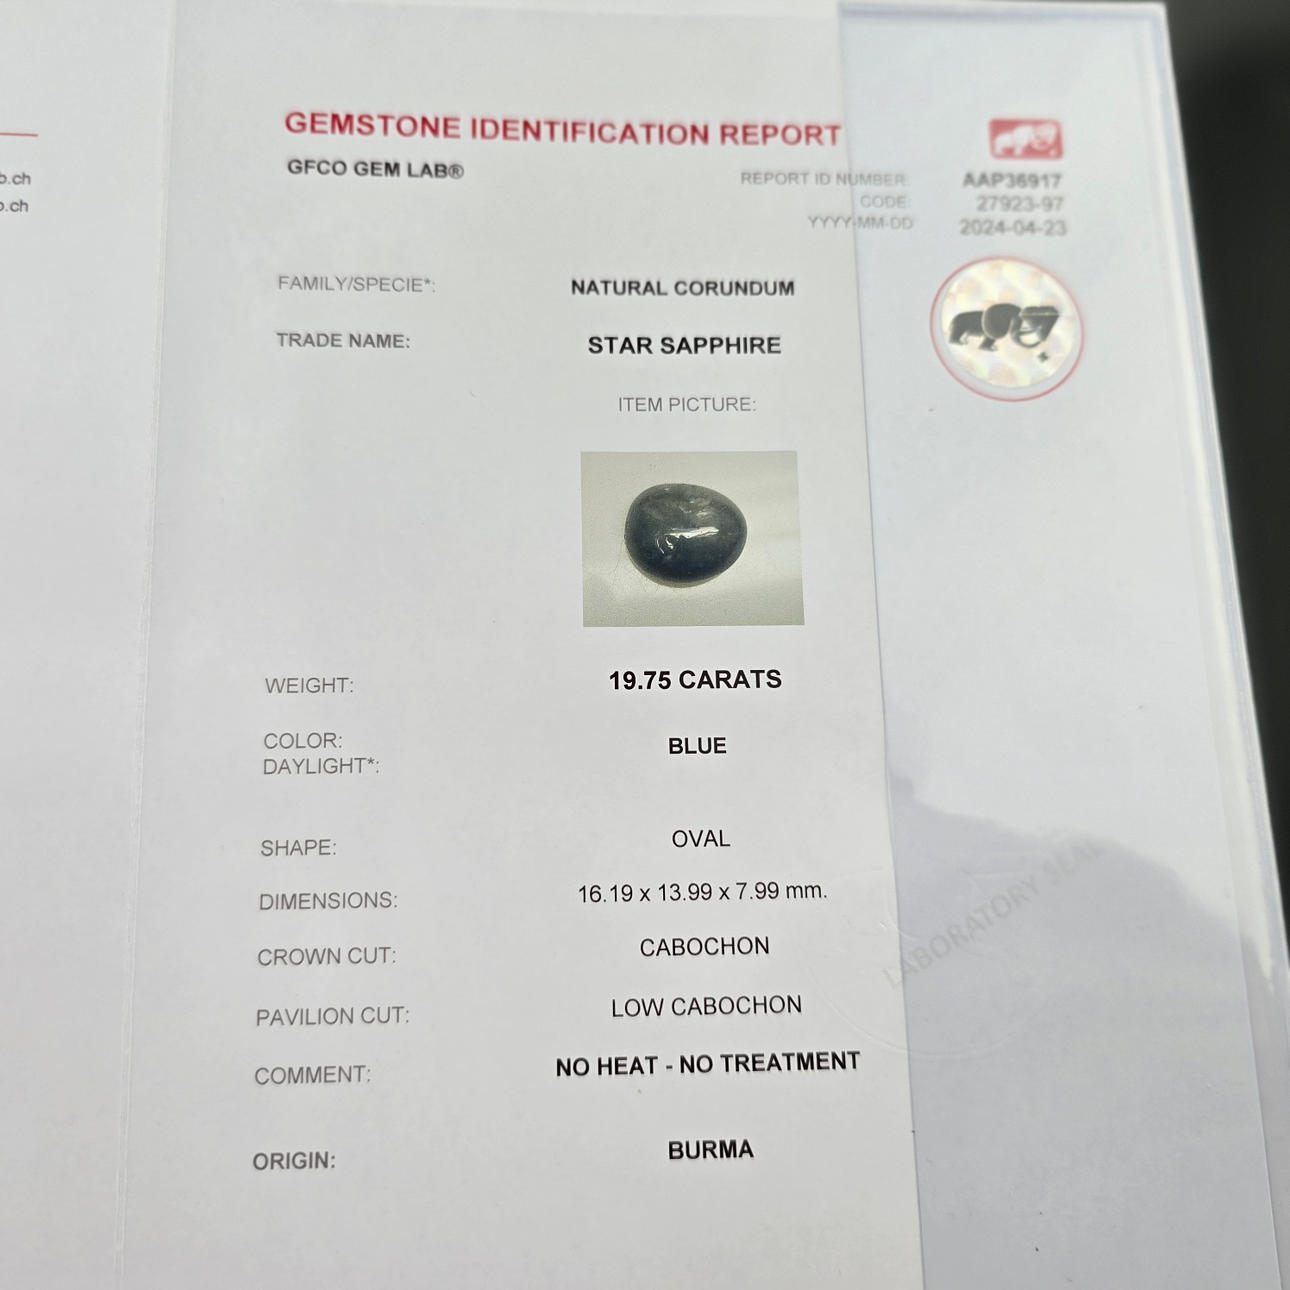 b.ch
b.ch
GEMSTONE IDENTIFICATION REPORT
GFCO GEM LAB®
REPORT ID NUMBER: AAP36917
CODE: 27923-97
YYYY-MM-DD 2024-04-23
FAMILY/SPECIE*: NATURAL CORUNDUM
TRADE NAME: STAR SAPPHIRE
ITEM PICTURE:
WEIGHT: 19.75 CARATS
COLOR: BLUE
DAYLIGHT*:
SHAPE: OVAL
DIMENSIONS: 16.19 x 13.99 x 7.99 mm.
CROWN CUT: CABOCHON
PAVILION CUT: LOW CABOCHON
LABORATORY SEAL
COMMENT: NO HEAT - NO TREATMENT
ORIGIN: BURMA